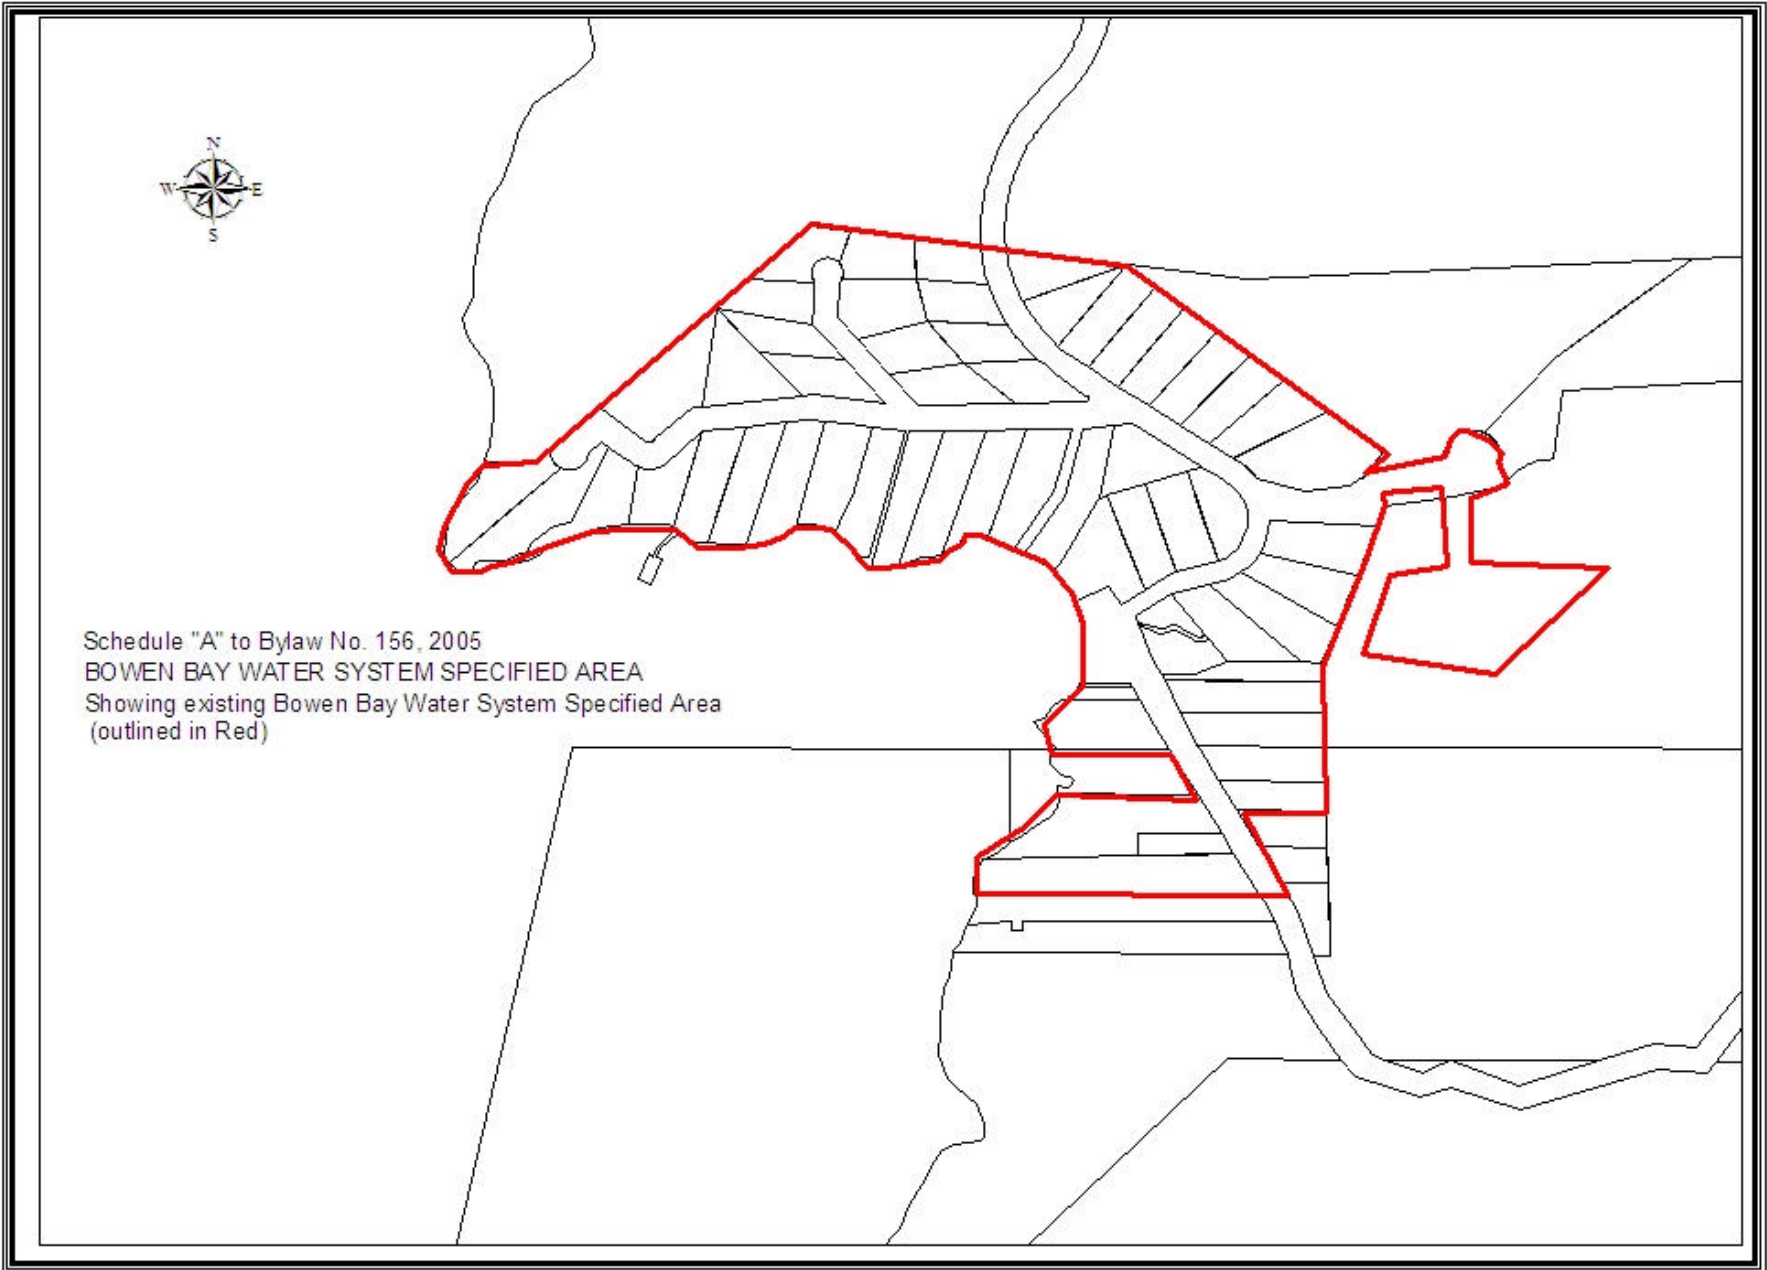 N
W E
S
Schedule "A" to Bylaw No. 156, 2005
BOWEN BAY WATER SYSTEM SPECIFIED AREA
Showing existing Bowen Bay Water System Specified Area
(outlined in Red)